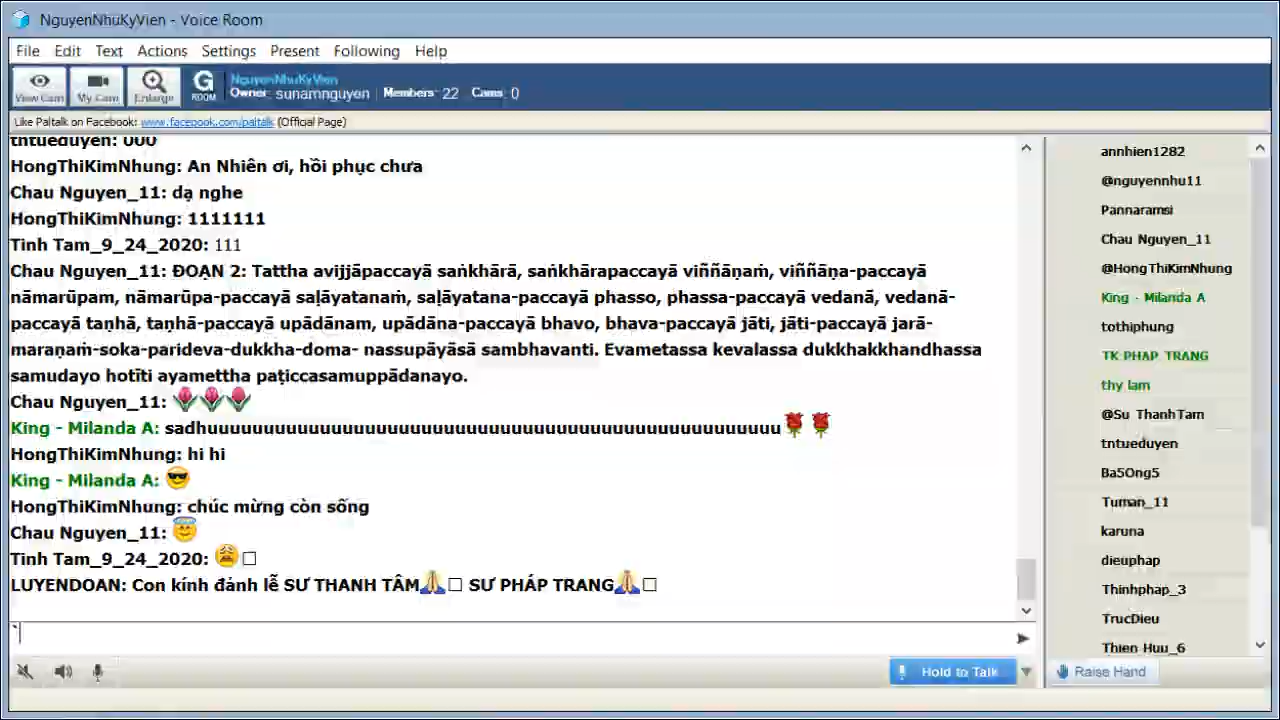 NguyenNhuKyVien - Voice Room
File Edit Text Actions Settings Present Following Help
View Cam My Cam Enlarge G ROOM
NguyenNhuKyVien
Owner: sunamnguyen Members: 22 Cams: 0
Like Paltalk on Facebook: www.facebook.com/paltalk (Official Page)
tntueduyen: 000
HongThiKimNhung: An Nhiên ơi, hồi phục chưa
Chau Nguyen_11: dạ nghe
HongThiKimNhung: 1111111
Tinh Tam_9_24_2020: 111
Chau Nguyen_11: ĐOẠN 2: Tattha avijjāpaccayā saṅkhārā, saṅkhārapaccayā viññāṇaṁ, viññāṇa-paccayā
nāmarūpam, nāmarūpa-paccayā saḷāyatanaṁ, saḷāyatana-paccayā phasso, phassa-paccayā vedanā, vedanā-
paccayā taṇhā, taṇhā-paccayā upādānam, upādāna-paccayā bhavo, bhava-paccayā jāti, jāti-paccayā jarā-
maraṇaṁ-soka-parideva-dukkha-doma- nassupāyāsā sambhavanti. Evametassa kevalassa dukkhakkhandhassa
samudayo hotīti ayamettha paṭiccasamuppādanayo.
Chau Nguyen_11: 🌷🌷🌷
King - Milanda A: sadhuuuuuuuuuuuuuuuuuuuuuuuuuuuuuuuuuuuuuuuuuuuuuuuuuuu🌹🌹
HongThiKimNhung: hi hi
King - Milanda A: 😎
HongThiKimNhung: chúc mừng còn sống
Chau Nguyen_11: 😇
Tinh Tam_9_24_2020: 😩□
LUYENDOAN: Con kính đảnh lễ SƯ THANH TÂM🙏□ SƯ PHÁP TRANG🙏□
`
Hold to Talk
annhien1282
@nguyennhu11
Pannaramsi
Chau Nguyen_11
@HongThiKimNhung
King - Milanda A
tothiphung
TK PHAP TRANG
thy lam
@Su ThanhTam
tntueduyen
Ba5Ong5
Tuman_11
karuna
dieuphap
Thinhphap_3
TrucDieu
Thien Huu_6
Raise Hand